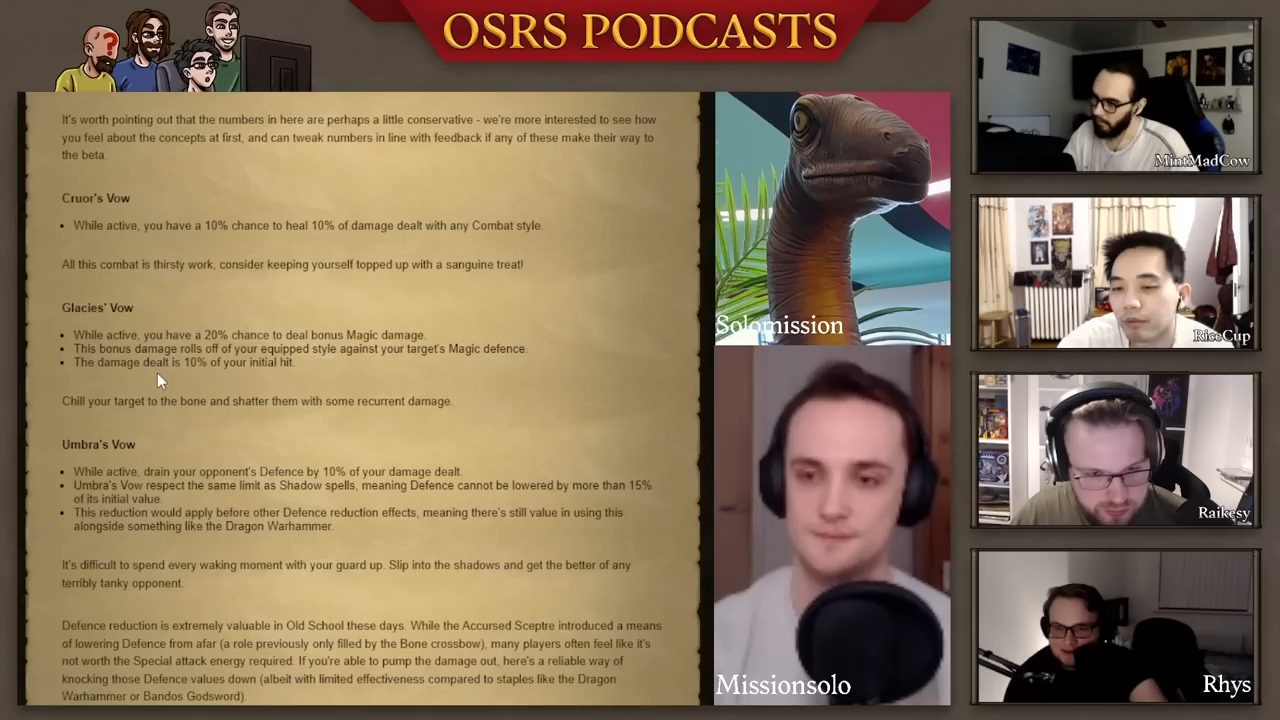 OSRS PODCASTS
It's worth pointing out that the numbers in here are perhaps a little conservative - we're more interested to see how
you feel about the concepts at first, and can tweak numbers in line with feedback if any of these make their way to
the beta.
Cruor's Vow
• While active, you have a 10% chance to heal 10% of damage dealt with any Combat style.
All this combat is thirsty work, consider keeping yourself topped up with a sanguine treat!
Glacies' Vow
• While active, you have a 20% chance to deal bonus Magic damage.
• This bonus damage rolls off of your equipped style against your target's Magic defence.
• The damage dealt is 10% of your initial hit.
Chill your target to the bone and shatter them with some recurrent damage.
Umbra's Vow
• While active, drain your opponent's Defence by 10% of your damage dealt.
• Umbra's Vow respect the same limit as Shadow spells, meaning Defence cannot be lowered by more than 15%
of its initial value.
• This reduction would apply before other Defence reduction effects, meaning there's still value in using this
alongside something like the Dragon Warhammer.
It's difficult to spend every waking moment with your guard up. Slip into the shadows and get the better of any
terribly tanky opponent.
Defence reduction is extremely valuable in Old School these days. While the Accursed Sceptre introduced a means
of lowering Defence from afar (a role previously only filled by the Bone crossbow), many players often feel like it's
not worth the Special attack energy required. If you're able to pump the damage out, here's a reliable way of
knocking those Defence values down (albeit with limited effectiveness compared to staples like the Dragon
Warhammer or Bandos Godsword).
Solomission
Missionsolo
MintMadCow
RiceCup
Raikesy
Rhys